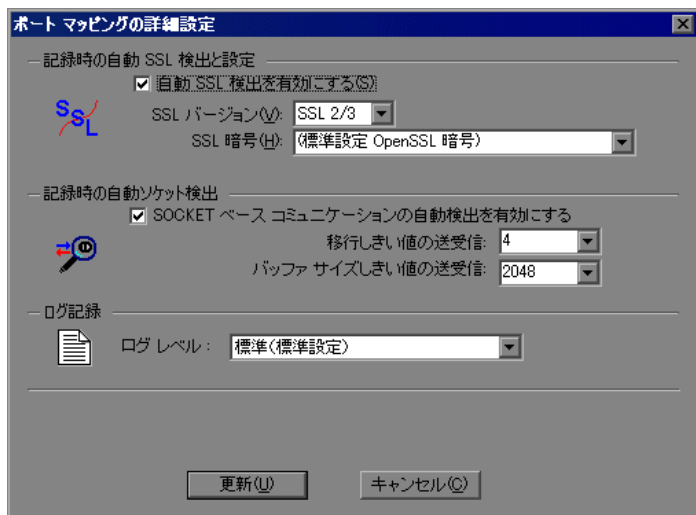 ポート マッピングの詳細設定
記録時の自動 SSL 検出と設定
自動 SSL 検出を有効にする(S)
SSL
SSL バージョン(V): SSL 2/3
SSL 暗号(H): (標準設定 OpenSSL 暗号)
記録時の自動ソケット検出
SOCKET ベース コミュニケーションの自動検出を有効にする
移行しきい値の送受信: 4
バッファ サイズしきい値の送受信: 2048
ログ記録
ログ レベル : 標準(標準設定)
更新(U) キャンセル(C)